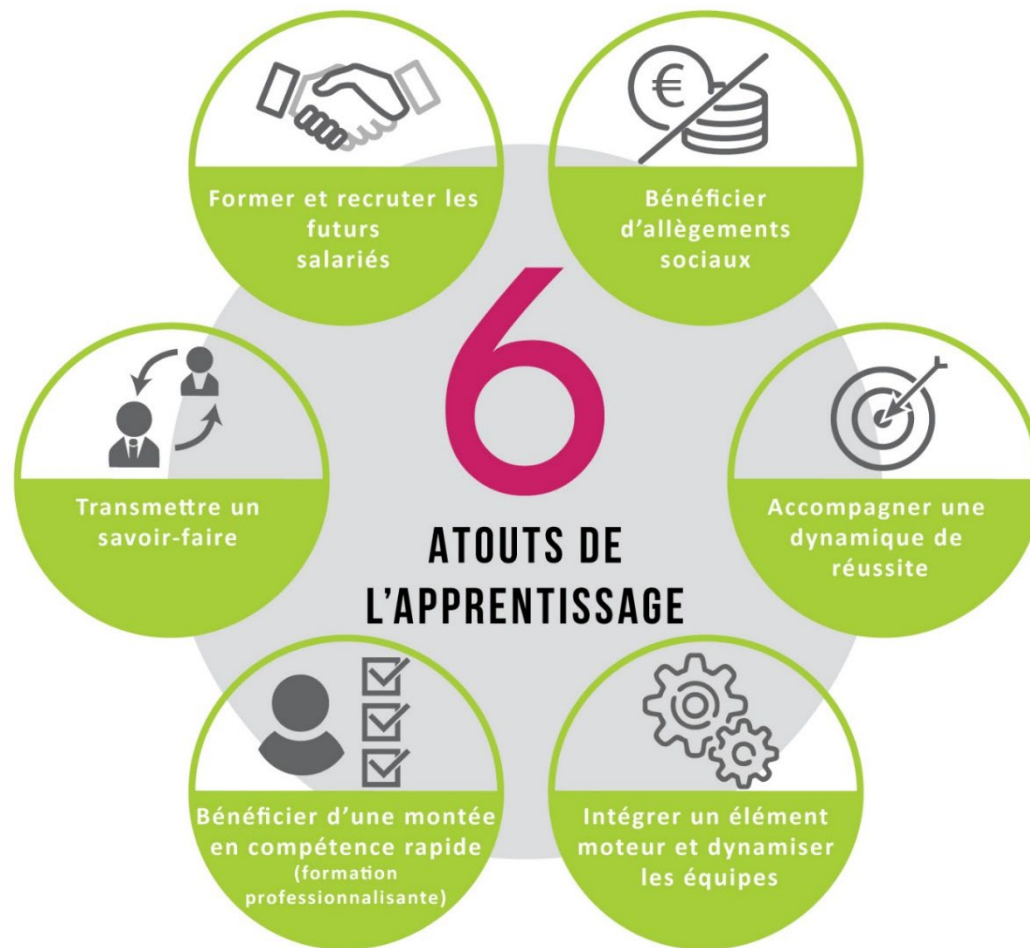 Former et recruter les
futurs
salariés
Bénéficier
d'allègements
sociaux
€
6
ATOUTS DE
L'APPRENTISSAGE
Transmettre un
savoir-faire
Accompagner une
dynamique de
réussite
Bénéficier d'une montée
en compétence rapide
(formation
professionnalisante)
Intégrer un élément
moteur et dynamiser
les équipes